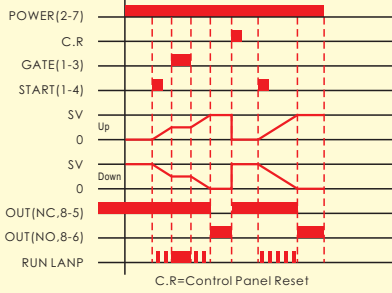 POWER(2-7)
C.R
GATE(1-3)
START(1-4)
SV
Up
0
SV
Down
0
OUT(NC,8-5)
OUT(NO,8-6)
RUN LANP
C.R=Control Panel Reset